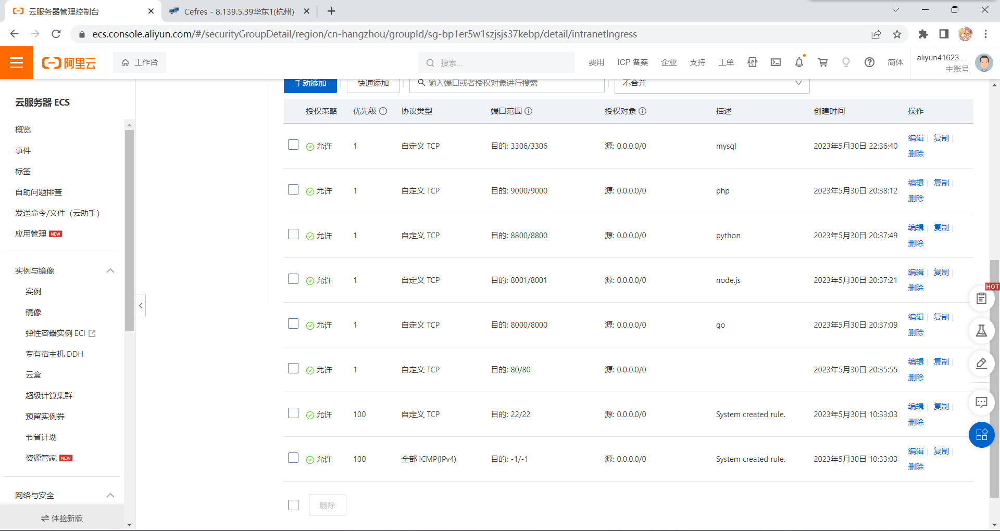 云服务器管理控制台
Cefres - 8.139.5.39华东1(杭州)
ecs.console.aliyun.com/#/securityGroupDetail/region/cn-hangzhou/groupId/sg-bp1er5w1szjsjs37kebp/detail/intranetIngress
阿里云
工作台
搜索...
费用
ICP 备案
企业
支持
工单
APP
简体
aliyun41623...
主账号
云服务器 ECS
概览
事件
标签
自助问题排查
发送命令/文件（云助手）
应用管理 NEW
实例与镜像
实例
镜像
弹性容器实例 ECI
专有宿主机 DDH
云盒
超级计算集群
预留实例券
节省计划
资源管家 NEW
网络与安全
体验新版
手动添加
快速添加
输入端口或者授权对象进行搜索
不合并
授权策略 优先级 协议类型 端口范围 授权对象 描述 创建时间 操作
允许 1 自定义 TCP 目的: 3306/3306 源: 0.0.0.0/0 mysql 2023年5月30日 22:36:40 编辑 复制
删除
允许 1 自定义 TCP 目的: 9000/9000 源: 0.0.0.0/0 php 2023年5月30日 20:38:12 编辑 复制
删除
允许 1 自定义 TCP 目的: 8800/8800 源: 0.0.0.0/0 python 2023年5月30日 20:37:49 编辑 复制
删除
允许 1 自定义 TCP 目的: 8001/8001 源: 0.0.0.0/0 node.js 2023年5月30日 20:37:21 编辑 复制
删除
允许 1 自定义 TCP 目的: 8000/8000 源: 0.0.0.0/0 go 2023年5月30日 20:37:09 编辑 复制
删除
允许 1 自定义 TCP 目的: 80/80 源: 0.0.0.0/0 2023年5月30日 20:35:55 编辑 复制
删除
允许 100 自定义 TCP 目的: 22/22 源: 0.0.0.0/0 System created rule. 2023年5月30日 10:33:03 编辑 复制
删除
允许 100 全部 ICMP(IPv4) 目的: -1/-1 源: 0.0.0.0/0 System created rule. 2023年5月30日 10:33:03 编辑 复制
删除
删除
HOT